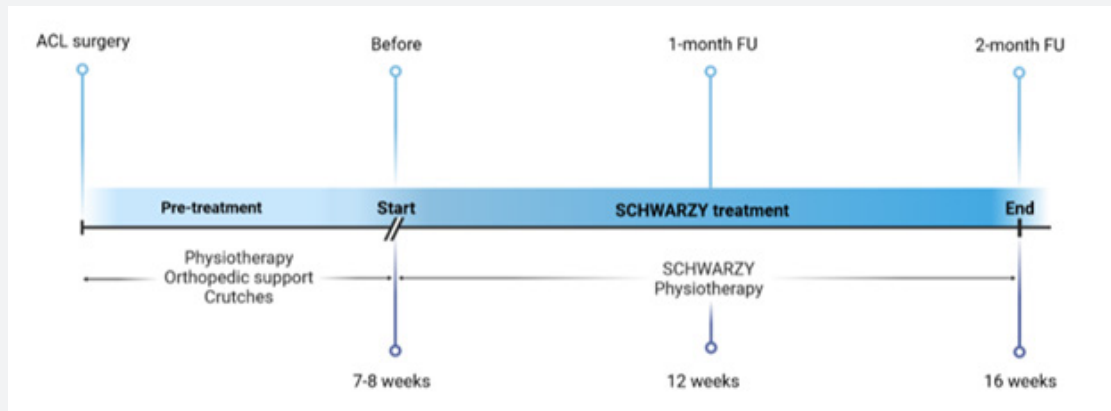 ACL surgery
Before
1-month FU
2-month FU
Pre-treatment
Start
SCHWARZY treatment
End
Physiotherapy
Orthopedic support
Crutches
SCHWARZY
Physiotherapy
7-8 weeks
12 weeks
16 weeks